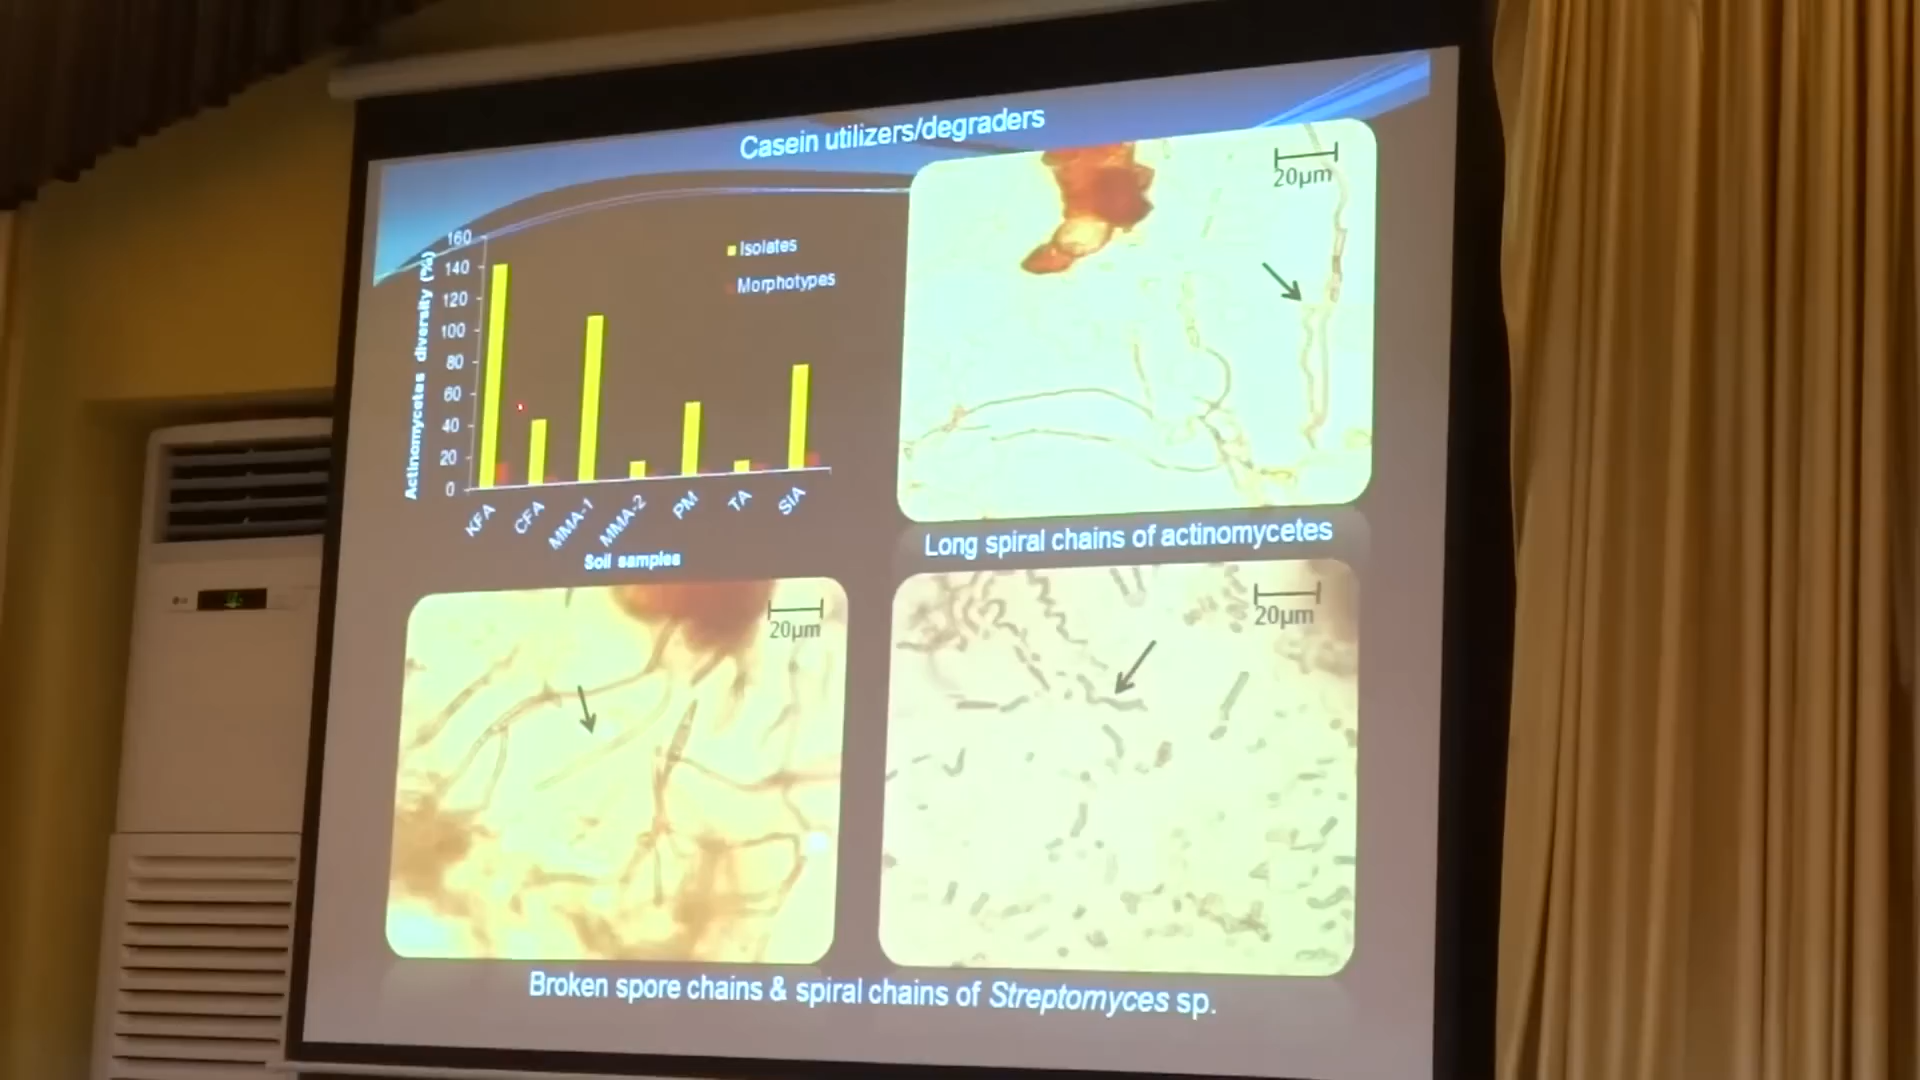 Casein utilizers/degraders
Actinomycetes diversity (%)
160
140
120
100
80
60
40
20
0
Isolates
Morphotypes
KFA
CFA
MMA-1
MMA-2
PM
TA
SIA
Soil samples
20µm
Long spiral chains of actinomycetes
20µm
20µm
Broken spore chains & spiral chains of Streptomyces sp.
LG